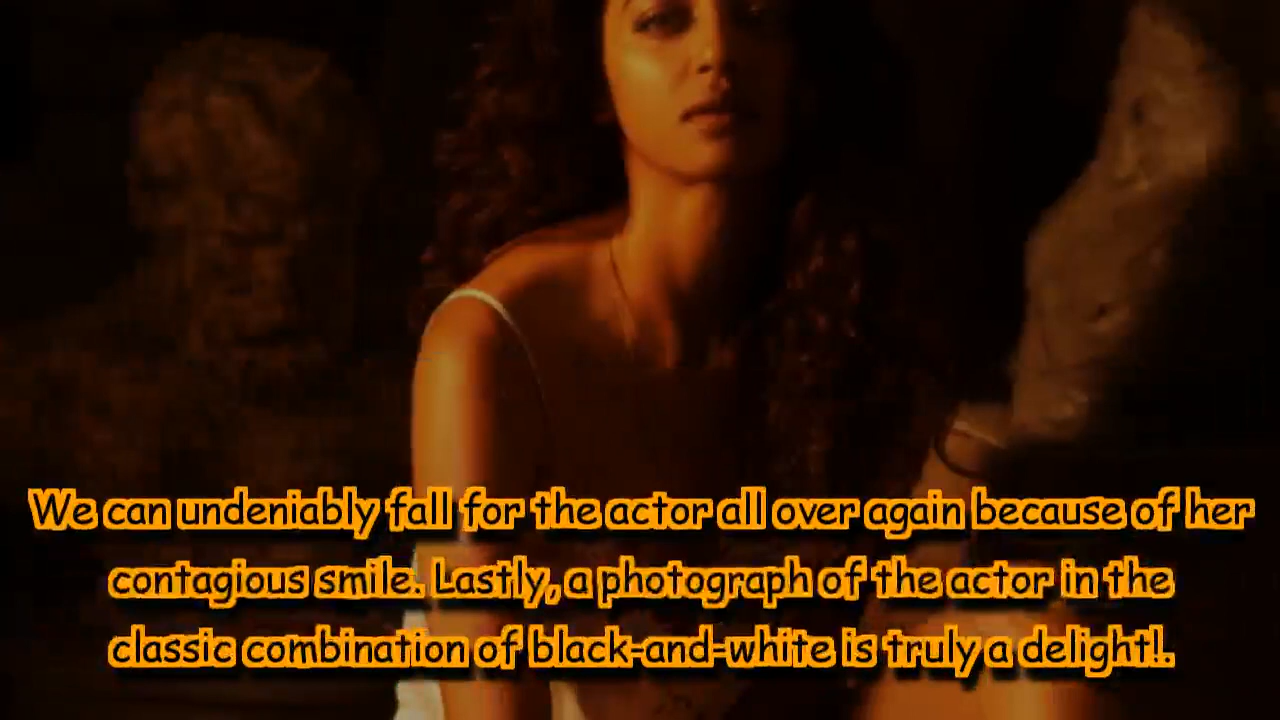 We can undeniably fall for the actor all over again because of her
contagious smile. Lastly, a photograph of the actor in the
classic combination of black-and-white is truly a delight!.